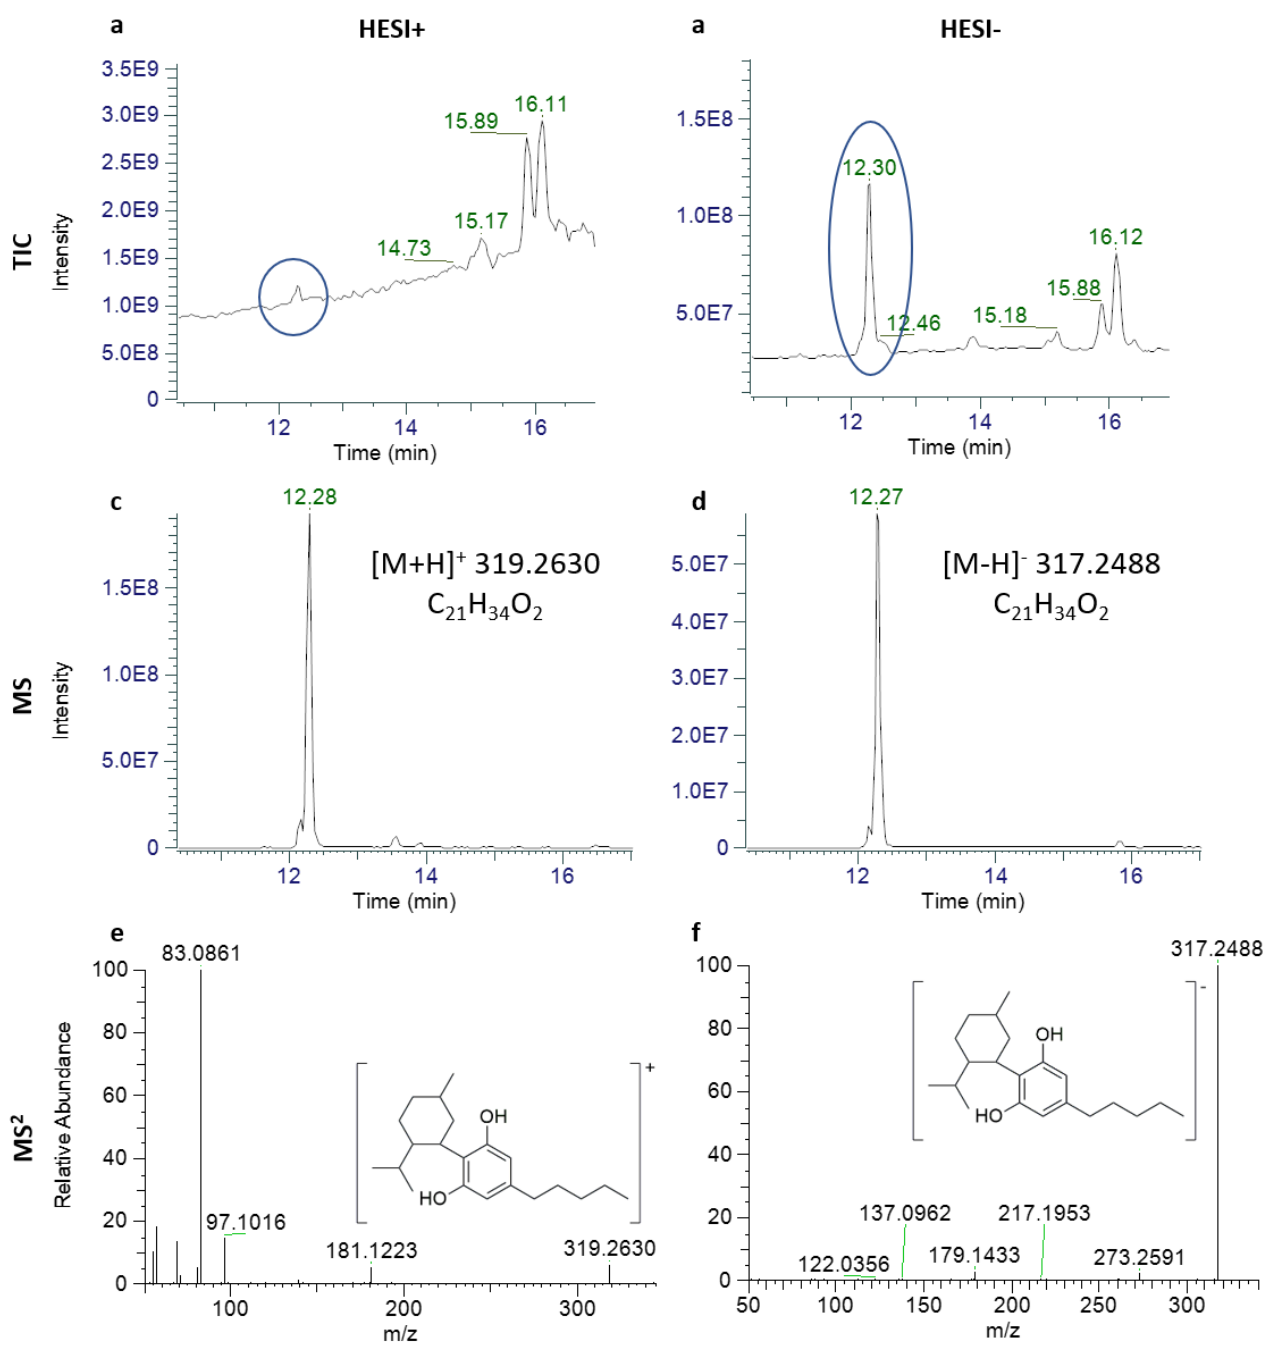 a HESI+ a HESI-
TIC
Intensity
3.5E9
3.0E9
2.5E9
2.0E9
1.5E9
1.0E9
5.0E8
0
14.73 15.17 15.89 16.11
12 14 16
Time (min)
1.5E8
1.0E8
5.0E7
12.30 12.46 15.18 15.88 16.12
12 14 16
Time (min)
c
MS
Intensity
12.28
[M+H]⁺ 319.2630
C₂₁H₃₄O₂
1.5E8
1.0E8
5.0E7
0
12 14 16
Time (min)
d
12.27
[M-H]⁻ 317.2488
C₂₁H₃₄O₂
5.0E7
4.0E7
3.0E7
2.0E7
1.0E7
0
12 14 16
Time (min)
e
MS²
Relative Abundance
83.0861
97.1016
181.1223
319.2630
OH
HO
+
100
80
60
40
20
0
100 200 300
m/z
f
317.2488
OH
HO
-
137.0962 217.1953
122.0356 179.1433 273.2591
100
80
60
40
20
0
50 100 150 200 250 300
m/z